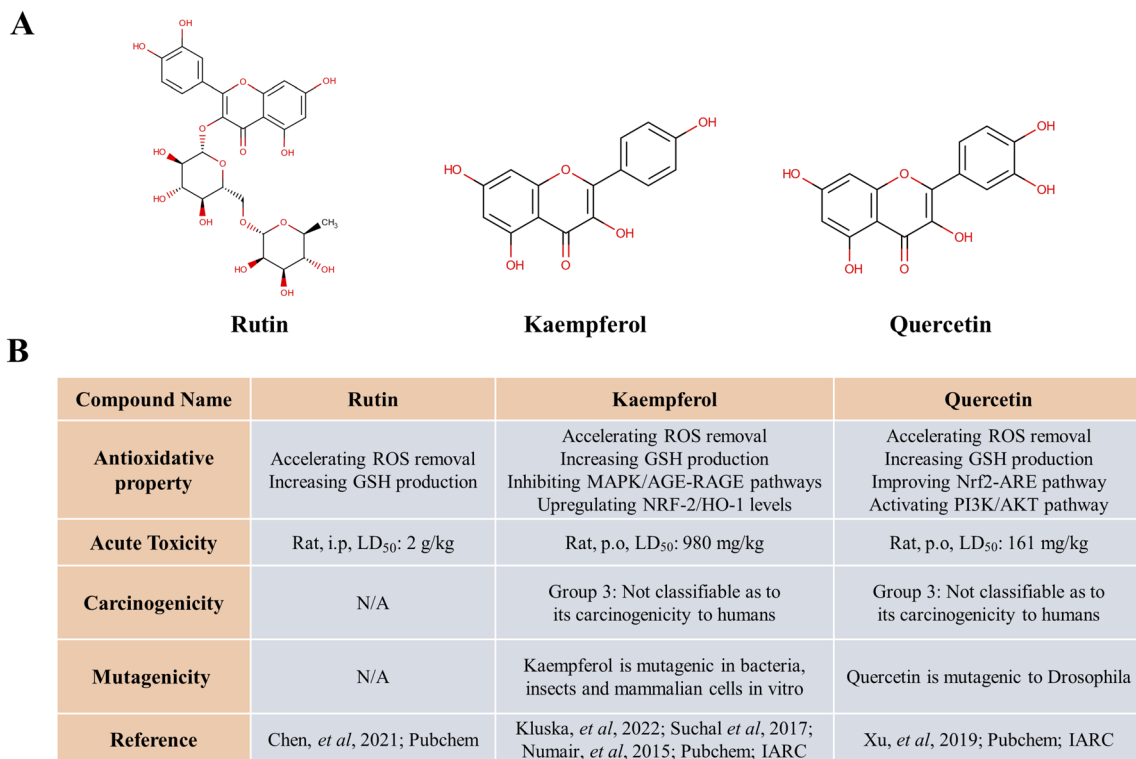 A
OH
HO
O
OH
O
O
OH
HO
O
HO
OH
O
O
CH₃
HO
OH
OH
Rutin
OH
HO
O
OH
OH
O
Kaempferol
OH
HO
O
OH
OH
OH
O
Quercetin
B
Compound Name
Rutin
Kaempferol
Quercetin
Antioxidative
property
Accelerating ROS removal
Increasing GSH production
Accelerating ROS removal
Increasing GSH production
Inhibiting MAPK/AGE-RAGE pathways
Upregulating NRF-2/HO-1 levels
Accelerating ROS removal
Increasing GSH production
Improving Nrf2-ARE pathway
Activating PI3K/AKT pathway
Acute Toxicity
Rat, i.p, LD₅₀: 2 g/kg
Rat, p.o, LD₅₀: 980 mg/kg
Rat, p.o, LD₅₀: 161 mg/kg
Carcinogenicity
N/A
Group 3: Not classifiable as to
its carcinogenicity to humans
Group 3: Not classifiable as to
its carcinogenicity to humans
Mutagenicity
N/A
Kaempferol is mutagenic in bacteria,
insects and mammalian cells in vitro
Quercetin is mutagenic to Drosophila
Reference
Chen, et al, 2021; Pubchem
Kluska, et al, 2022; Suchal et al, 2017;
Numair, et al, 2015; Pubchem; IARC
Xu, et al, 2019; Pubchem; IARC